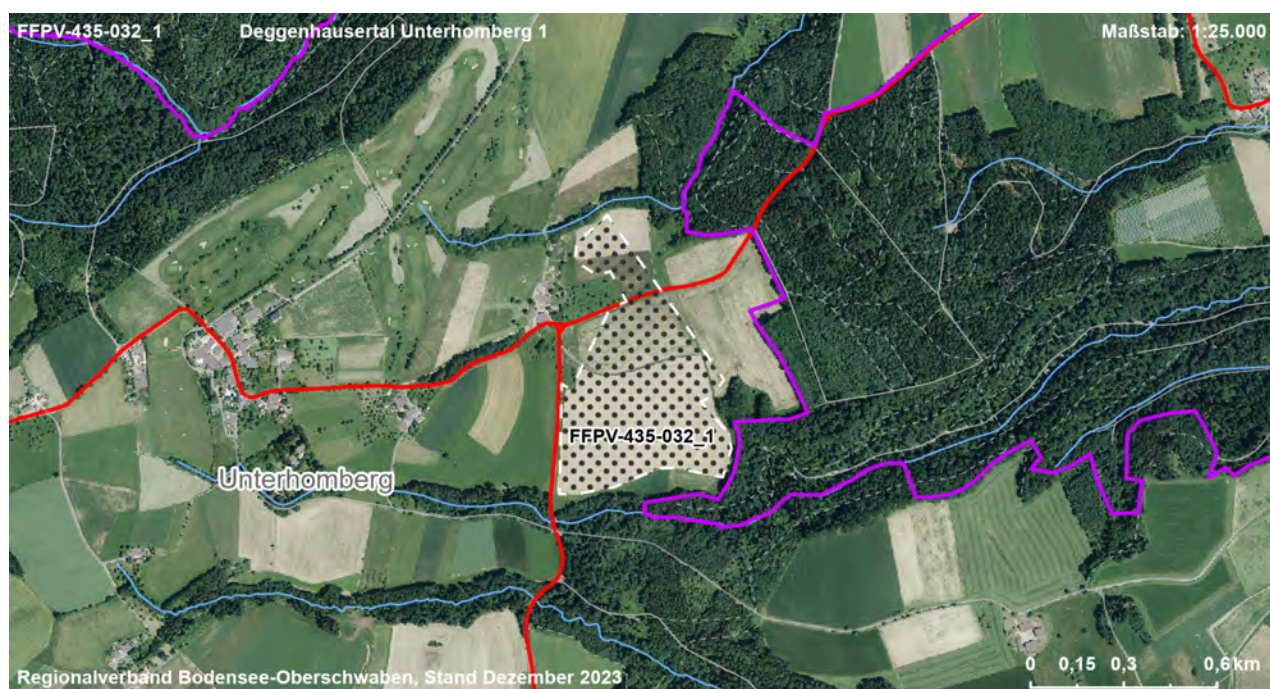 FFPV-435-032_1 Deggenhausertal Unterhomberg 1 Maßstab: 1:25.000
FFPV-435-032_1
Unterhomberg
Regionalverband Bodensee-Oberschwaben, Stand Dezember 2023
0 0,15 0,3 0,6 km